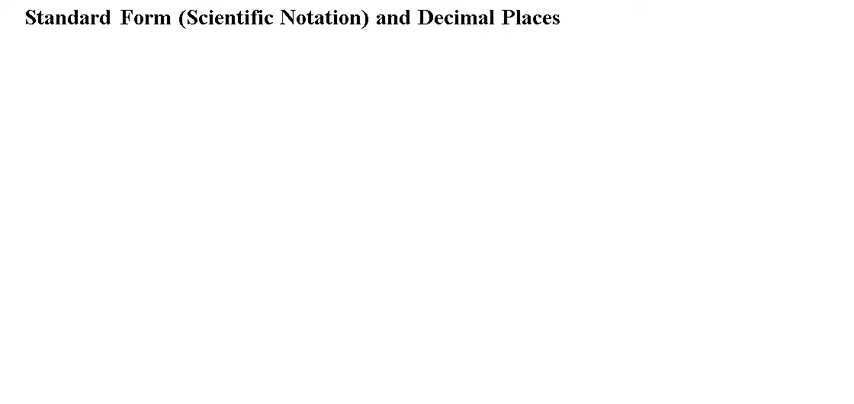 Standard Form (Scientific Notation) and Decimal Places